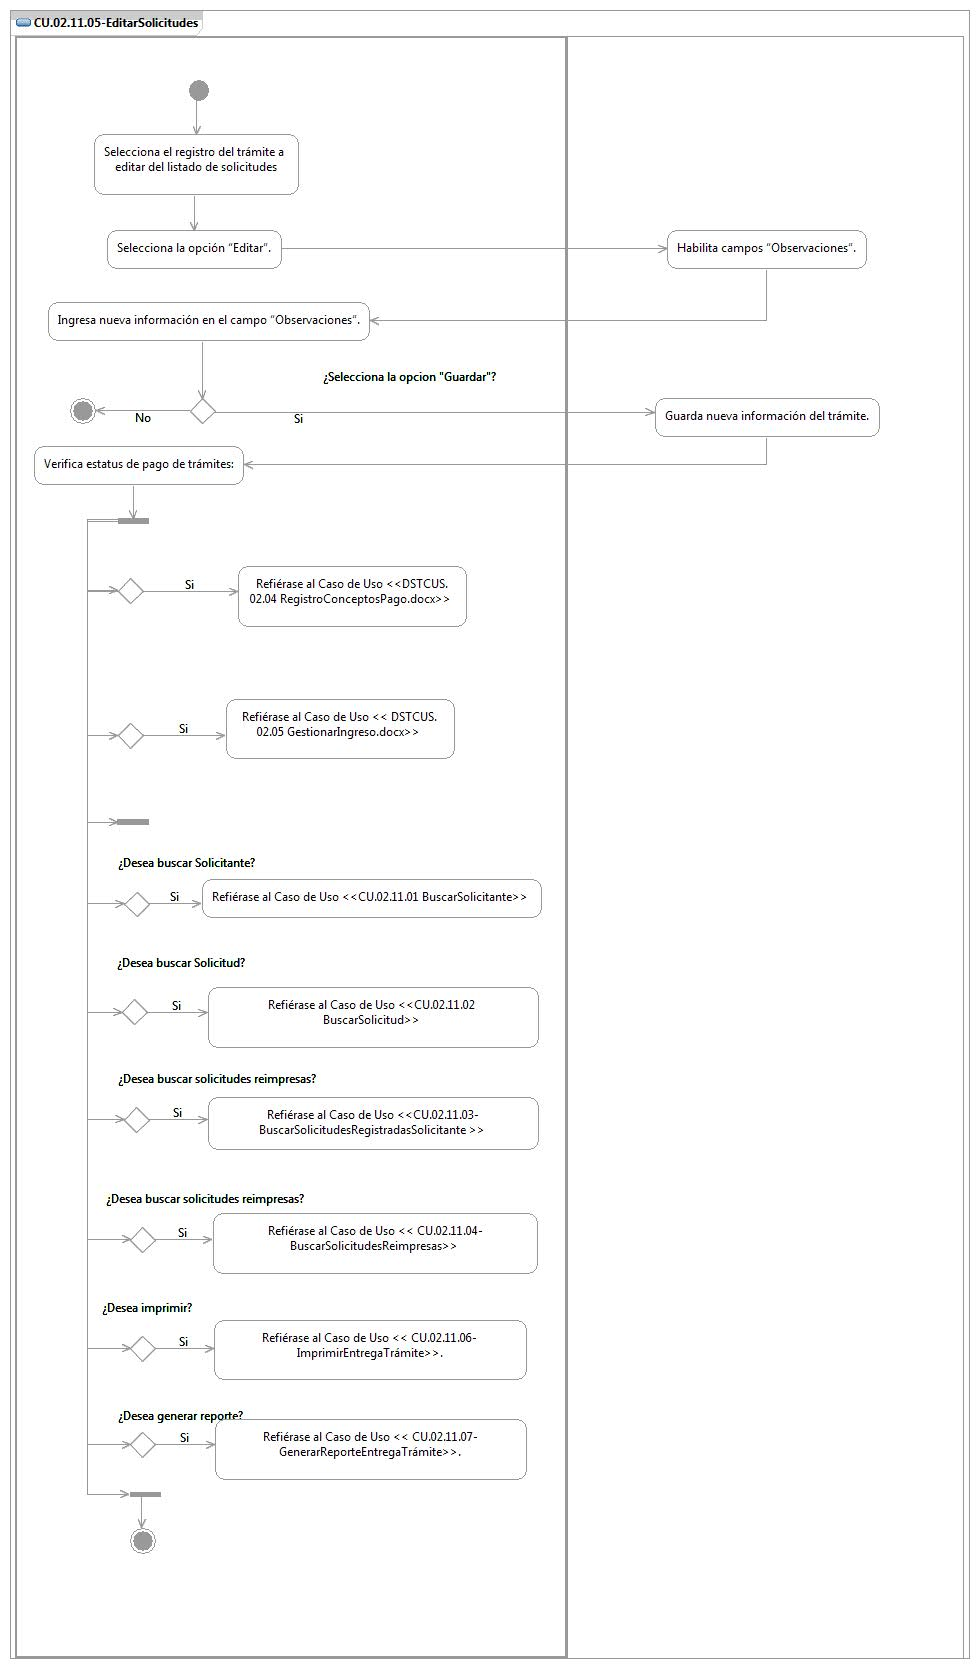 CU.02.11.05-EditarSolicitudes
Selecciona el registro del trámite a
editar del listado de solicitudes
Selecciona la opción “Editar”.
Habilita campos “Observaciones”.
Ingresa nueva información en el campo “Observaciones”.
¿Selecciona la opcion "Guardar"?
No
Si
Guarda nueva información del trámite.
Verifica estatus de pago de trámites:
Si
Refiérase al Caso de Uso <<DSTCUS.
02.04 RegistroConceptosPago.docx>>
Si
Refiérase al Caso de Uso << DSTCUS.
02.05 GestionarIngreso.docx>>
¿Desea buscar Solicitante?
Si
Refiérase al Caso de Uso <<CU.02.11.01 BuscarSolicitante>>
¿Desea buscar Solicitud?
Si
Refiérase al Caso de Uso <<CU.02.11.02
BuscarSolicitud>>
¿Desea buscar solicitudes reimpresas?
Si
Refiérase al Caso de Uso <<CU.02.11.03-
BuscarSolicitudesRegistradasSolicitante >>
¿Desea buscar solicitudes reimpresas?
Si
Refiérase al Caso de Uso << CU.02.11.04-
BuscarSolicitudesReimpresas>>
¿Desea imprimir?
Si
Refiérase al Caso de Uso << CU.02.11.06-
ImprimirEntregaTrámite>>.
¿Desea generar reporte?
Si
Refiérase al Caso de Uso << CU.02.11.07-
GenerarReporteEntregaTrámite>>.